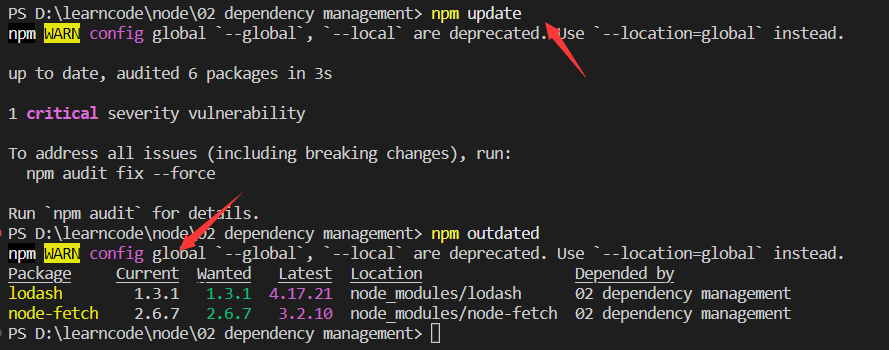 PS D:\learncode\node\02 dependency management> npm update
npm WARN config global `--global`, `--local` are deprecated. Use `--location=global` instead.
up to date, audited 6 packages in 3s
1 critical severity vulnerability
To address all issues (including breaking changes), run:
npm audit fix --force
Run `npm audit` for details.
PS D:\learncode\node\02 dependency management> npm outdated
npm WARN config global `--global`, `--local` are deprecated. Use `--location=global` instead.
Package Current Wanted Latest Location Depended by
lodash 1.3.1 1.3.1 4.17.21 node_modules/lodash 02 dependency management
node-fetch 2.6.7 2.6.7 3.2.10 node_modules/node-fetch 02 dependency management
PS D:\learncode\node\02 dependency management>